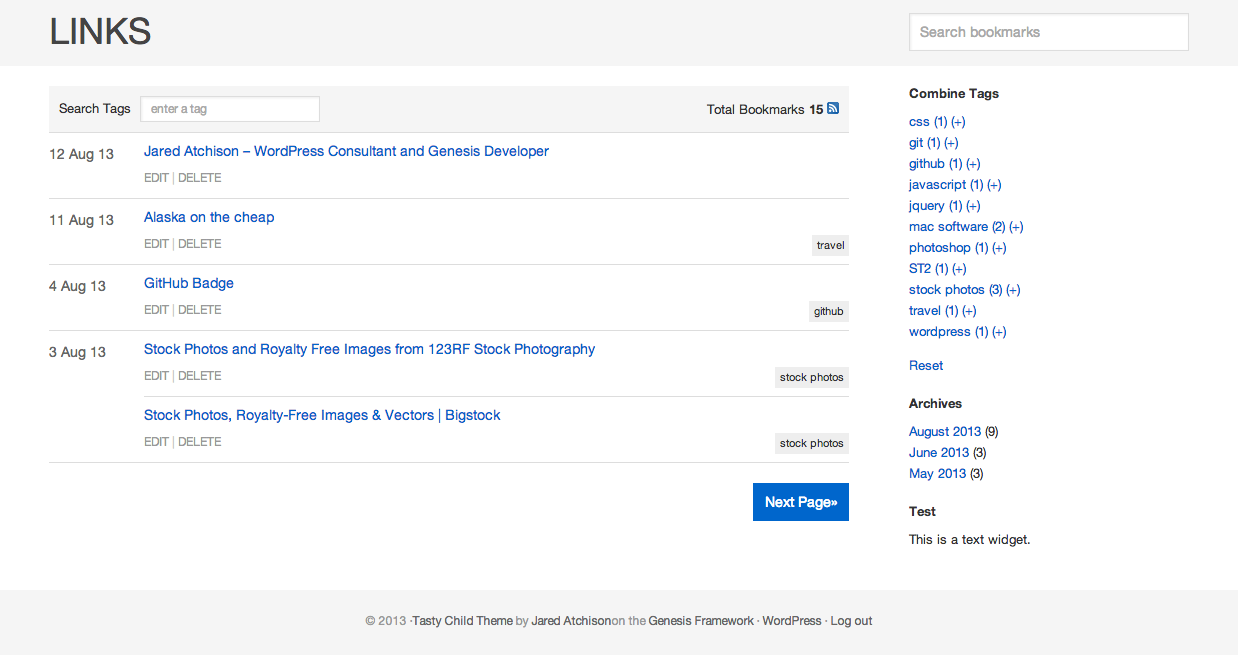 LINKS
Search bookmarks
Search Tags enter a tag Total Bookmarks 15
12 Aug 13 Jared Atchison – WordPress Consultant and Genesis Developer
EDIT | DELETE
11 Aug 13 Alaska on the cheap
EDIT | DELETE travel
4 Aug 13 GitHub Badge
EDIT | DELETE github
3 Aug 13 Stock Photos and Royalty Free Images from 123RF Stock Photography
EDIT | DELETE stock photos
Stock Photos, Royalty-Free Images & Vectors | Bigstock
EDIT | DELETE stock photos
Next Page»
Combine Tags
css (1) (+)
git (1) (+)
github (1) (+)
javascript (1) (+)
jquery (1) (+)
mac software (2) (+)
photoshop (1) (+)
ST2 (1) (+)
stock photos (3) (+)
travel (1) (+)
wordpress (1) (+)
Reset
Archives
August 2013 (9)
June 2013 (3)
May 2013 (3)
Test
This is a text widget.
© 2013 ·Tasty Child Theme by Jared Atchisonon the Genesis Framework · WordPress · Log out